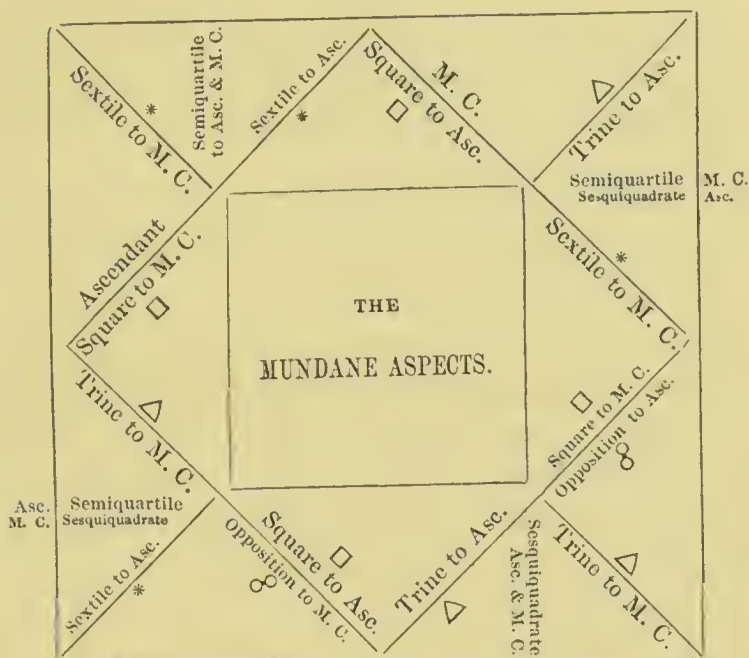 Sextile to M. C.
Semiquartile
to Asc. & M. C.
Sextile to Asc.
M. C.
Square to Asc.
Trine to Asc.
Semiquartile M. C.
Sesquiquadrate Asc.
Ascendant
Square to M. C.
Sextile to M. C.
THE
MUNDANE ASPECTS.
Trine to M. C.
Square to M. C.
Opposition to Asc.
Asc. Semiquartile
M. C. Sesquiquadrate
Sextile to Asc.
Square to Asc.
Opposition to M. C.
Trine to Asc.
Sesquiquadrate
Asc. & M. C.
Trine to M. C.